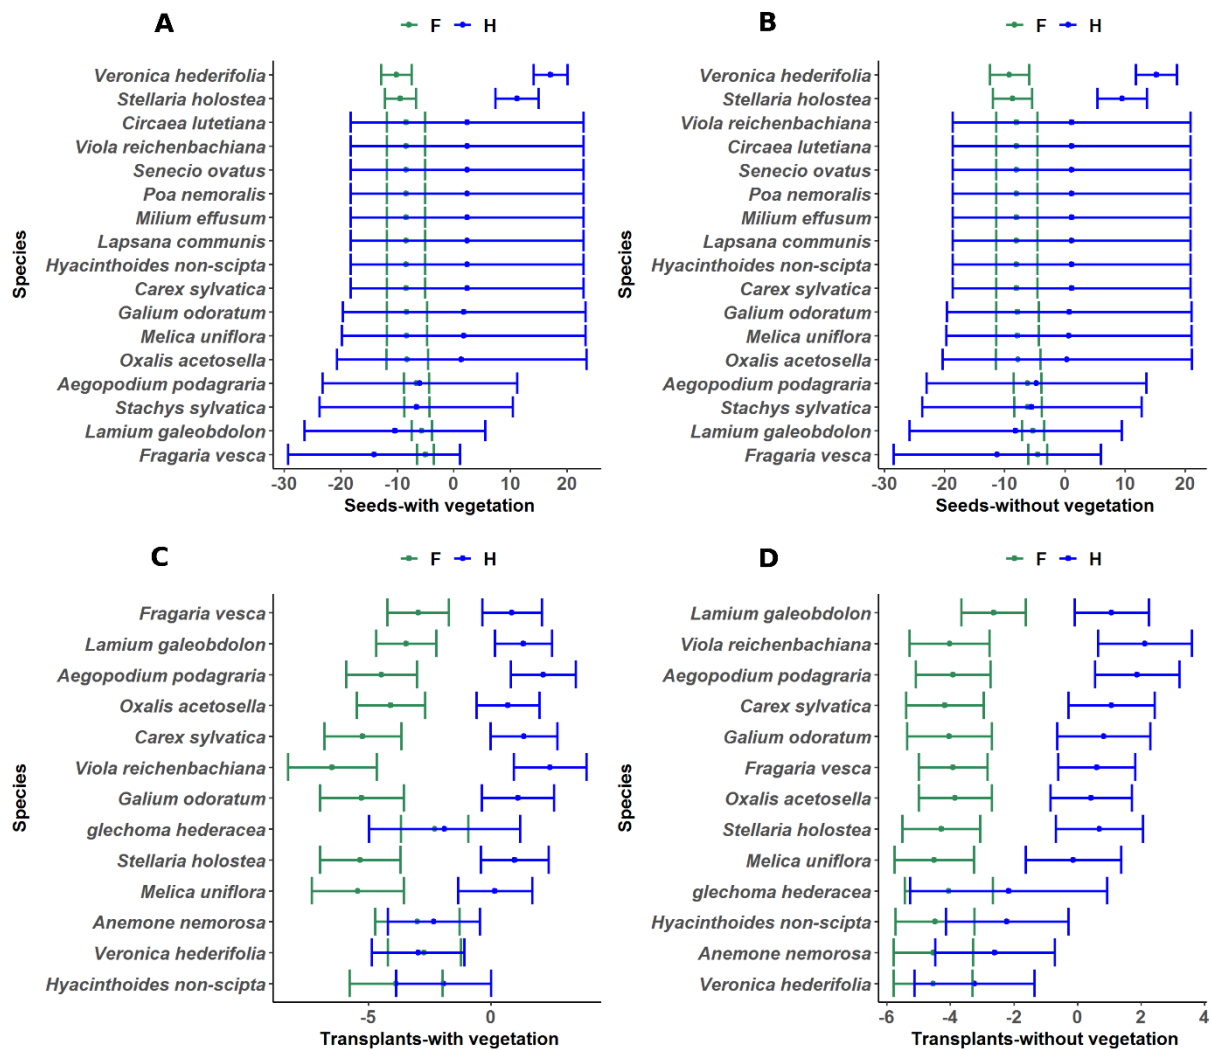 A
F H
Veronica hederifolia
Stellaria holostea
Circaea lutetiana
Viola reichenbachiana
Senecio ovatus
Poa nemoralis
Milium effusum
Lapsana communis
Hyacinthoides non-scipta
Carex sylvatica
Galium odoratum
Melica uniflora
Oxalis acetosella
Aegopodium podagraria
Stachys sylvatica
Lamium galeobdolon
Fragaria vesca
Species
-30 -20 -10 0 10 20
Seeds-with vegetation
B
F H
Veronica hederifolia
Stellaria holostea
Viola reichenbachiana
Circaea lutetiana
Senecio ovatus
Poa nemoralis
Milium effusum
Lapsana communis
Hyacinthoides non-scipta
Carex sylvatica
Galium odoratum
Melica uniflora
Oxalis acetosella
Aegopodium podagraria
Stachys sylvatica
Lamium galeobdolon
Fragaria vesca
Species
-30 -20 -10 0 10 20
Seeds-without vegetation
C
F H
Fragaria vesca
Lamium galeobdolon
Aegopodium podagraria
Oxalis acetosella
Carex sylvatica
Viola reichenbachiana
Galium odoratum
glechoma hederacea
Stellaria holostea
Melica uniflora
Anemone nemorosa
Veronica hederifolia
Hyacinthoides non-scipta
Species
-5 0
Transplants-with vegetation
D
F H
Lamium galeobdolon
Viola reichenbachiana
Aegopodium podagraria
Carex sylvatica
Galium odoratum
Fragaria vesca
Oxalis acetosella
Stellaria holostea
Melica uniflora
glechoma hederacea
Hyacinthoides non-scipta
Anemone nemorosa
Veronica hederifolia
Species
-6 -4 -2 0 2 4
Transplants-without vegetation